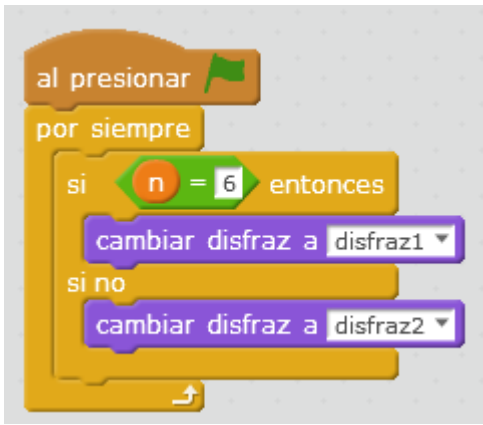 al presionar
por siempre
si n = 6 entonces
cambiar disfraz a disfraz1
si no
cambiar disfraz a disfraz2